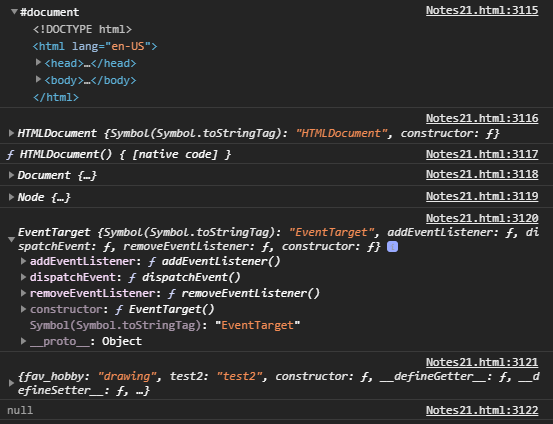 #document Notes21.html:3115
<!DOCTYPE html>
<html lang="en-US">
<head>…</head>
<body>…</body>
</html>
Notes21.html:3116
HTMLDocument {Symbol(Symbol.toStringTag): "HTMLDocument", constructor: ƒ}
ƒ HTMLDocument() { [native code] } Notes21.html:3117
Document {…} Notes21.html:3118
Node {…} Notes21.html:3119
Notes21.html:3120
EventTarget {Symbol(Symbol.toStringTag): "EventTarget", addEventListener: ƒ, di
spatchEvent: ƒ, removeEventListener: ƒ, constructor: ƒ} i
addEventListener: ƒ addEventListener()
dispatchEvent: ƒ dispatchEvent()
removeEventListener: ƒ removeEventListener()
constructor: ƒ EventTarget()
Symbol(Symbol.toStringTag): "EventTarget"
__proto__: Object
Notes21.html:3121
{fav_hobby: "drawing", test2: "test2", constructor: ƒ, __defineGetter__: ƒ, __d
efineSetter__: ƒ, …}
null Notes21.html:3122